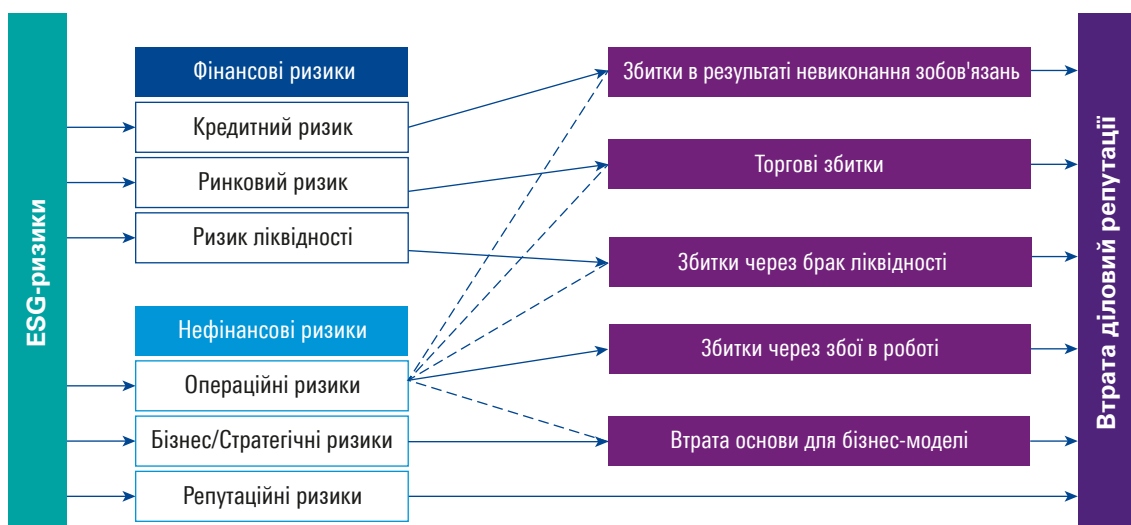 ESG-ризики
Фінансові ризики
Кредитний ризик
Ринковий ризик
Ризик ліквідності
Нефінансові ризики
Операційні ризики
Бізнес/Стратегічні ризики
Репутаційні ризики
Збитки в результаті невиконання зобов'язань
Торгові збитки
Збитки через брак ліквідності
Збитки через збої в роботі
Втрата основи для бізнес-моделі
Втрата діловий репутації